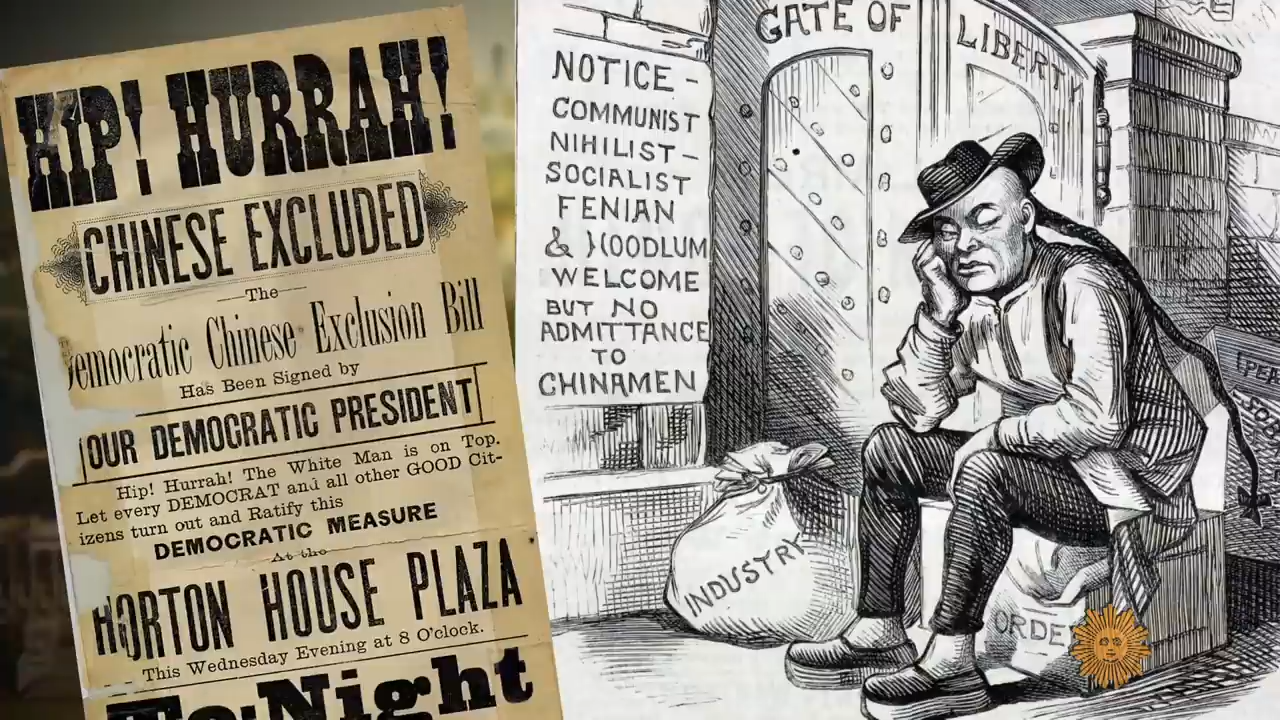 HIP! HURRAH!
CHINESE EXCLUDED
The
Democratic Chinese Exclusion Bill
Has Been Signed by
OUR DEMOCRATIC PRESIDENT
Hip! Hurrah! The White Man is on Top.
Let every DEMOCRAT and all other GOOD Cit-
izens turn out and Ratify this
DEMOCRATIC MEASURE
At the
HORTON HOUSE PLAZA
This Wednesday Evening at 8 O'clock.
To-Night
GATE OF LIBERTY
NOTICE -
COMMUNIST
NIHILIST -
SOCIALIST
FENIAN
& HOODLUM
WELCOME
BUT NO
ADMITTANCE
TO
CHINAMEN
INDUSTRY
ORDER